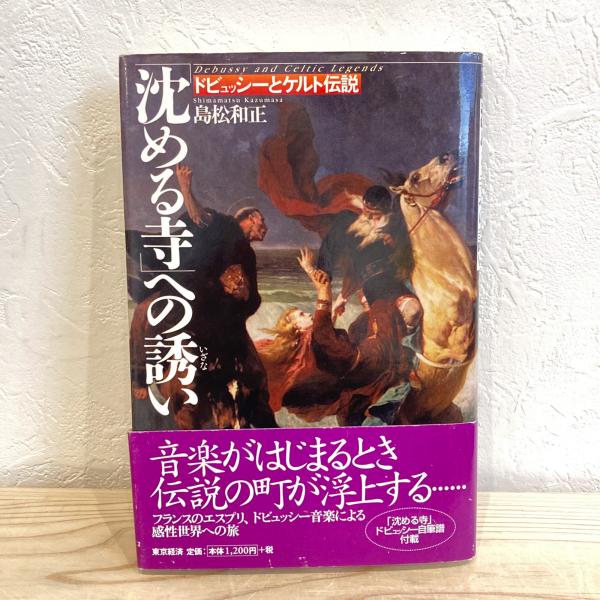 Debussy and Celtic Legends
ドビュッシーとケルト伝説
Shimamatsu Kazumasa
島松和正
「沈める寺」への誘い
いざな
音楽がはじまるとき
伝説の町が浮上する……
フランスのエスプリ、ドビュッシー音楽による
感性世界への旅
「沈める寺」
ドビュッシー自筆譜
付載
東京経済 定価：本体1,200円＋税